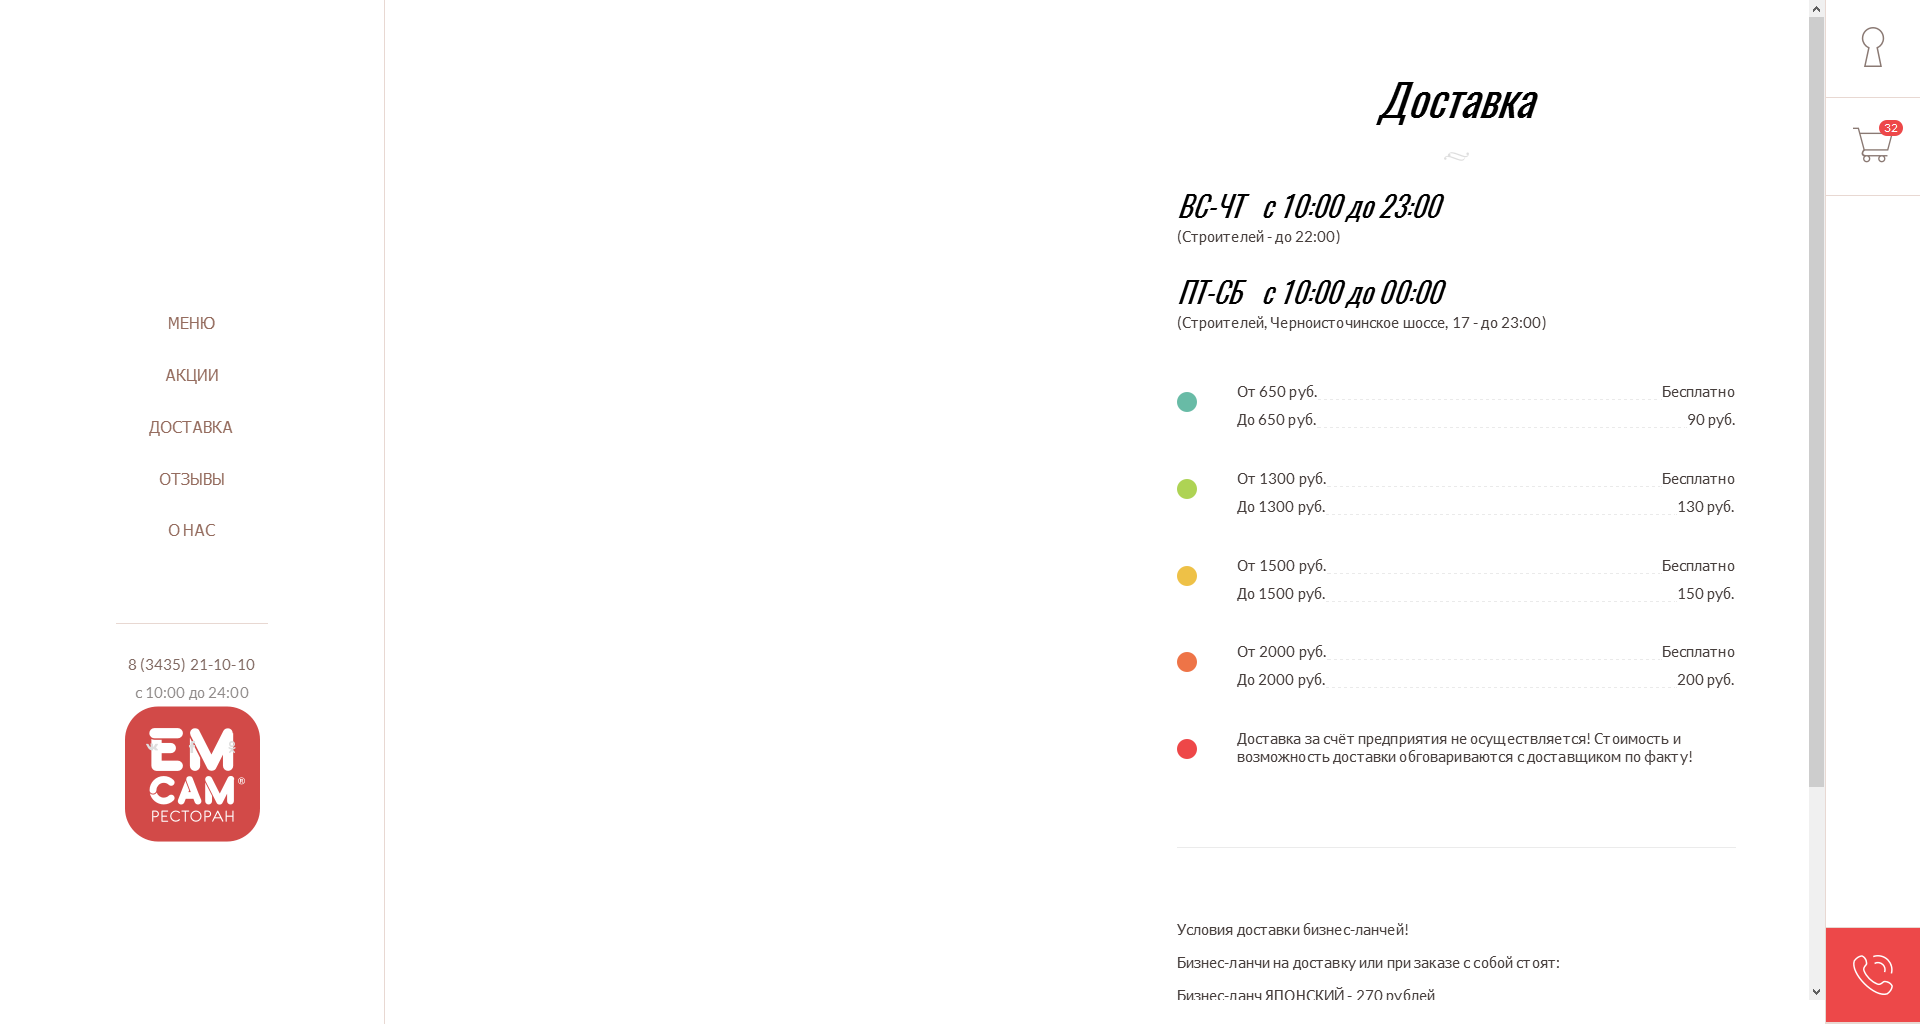 МЕНЮ
АКЦИИ
ДОСТАВКА
ОТЗЫВЫ
О НАС
8 (3435) 21-10-10
с 10:00 до 24:00
ЕМ
САМ®
РЕСТОРАН
Доставка
ВС-ЧТ с 10:00 до 23:00
(Строителей - до 22:00)
ПТ-СБ с 10:00 до 00:00
(Строителей, Черноисточинское шоссе, 17 - до 23:00)
От 650 руб. Бесплатно
До 650 руб. 90 руб.
От 1300 руб. Бесплатно
До 1300 руб. 130 руб.
От 1500 руб. Бесплатно
До 1500 руб. 150 руб.
От 2000 руб. Бесплатно
До 2000 руб. 200 руб.
Доставка за счёт предприятия не осуществляется! Стоимость и
возможность доставки обговариваются с доставщиком по факту!
Условия доставки бизнес-ланчей!
Бизнес-ланчи на доставку или при заказе с собой стоят:
Бизнес-ланч ЯПОНСКИЙ - 270 рублей
32